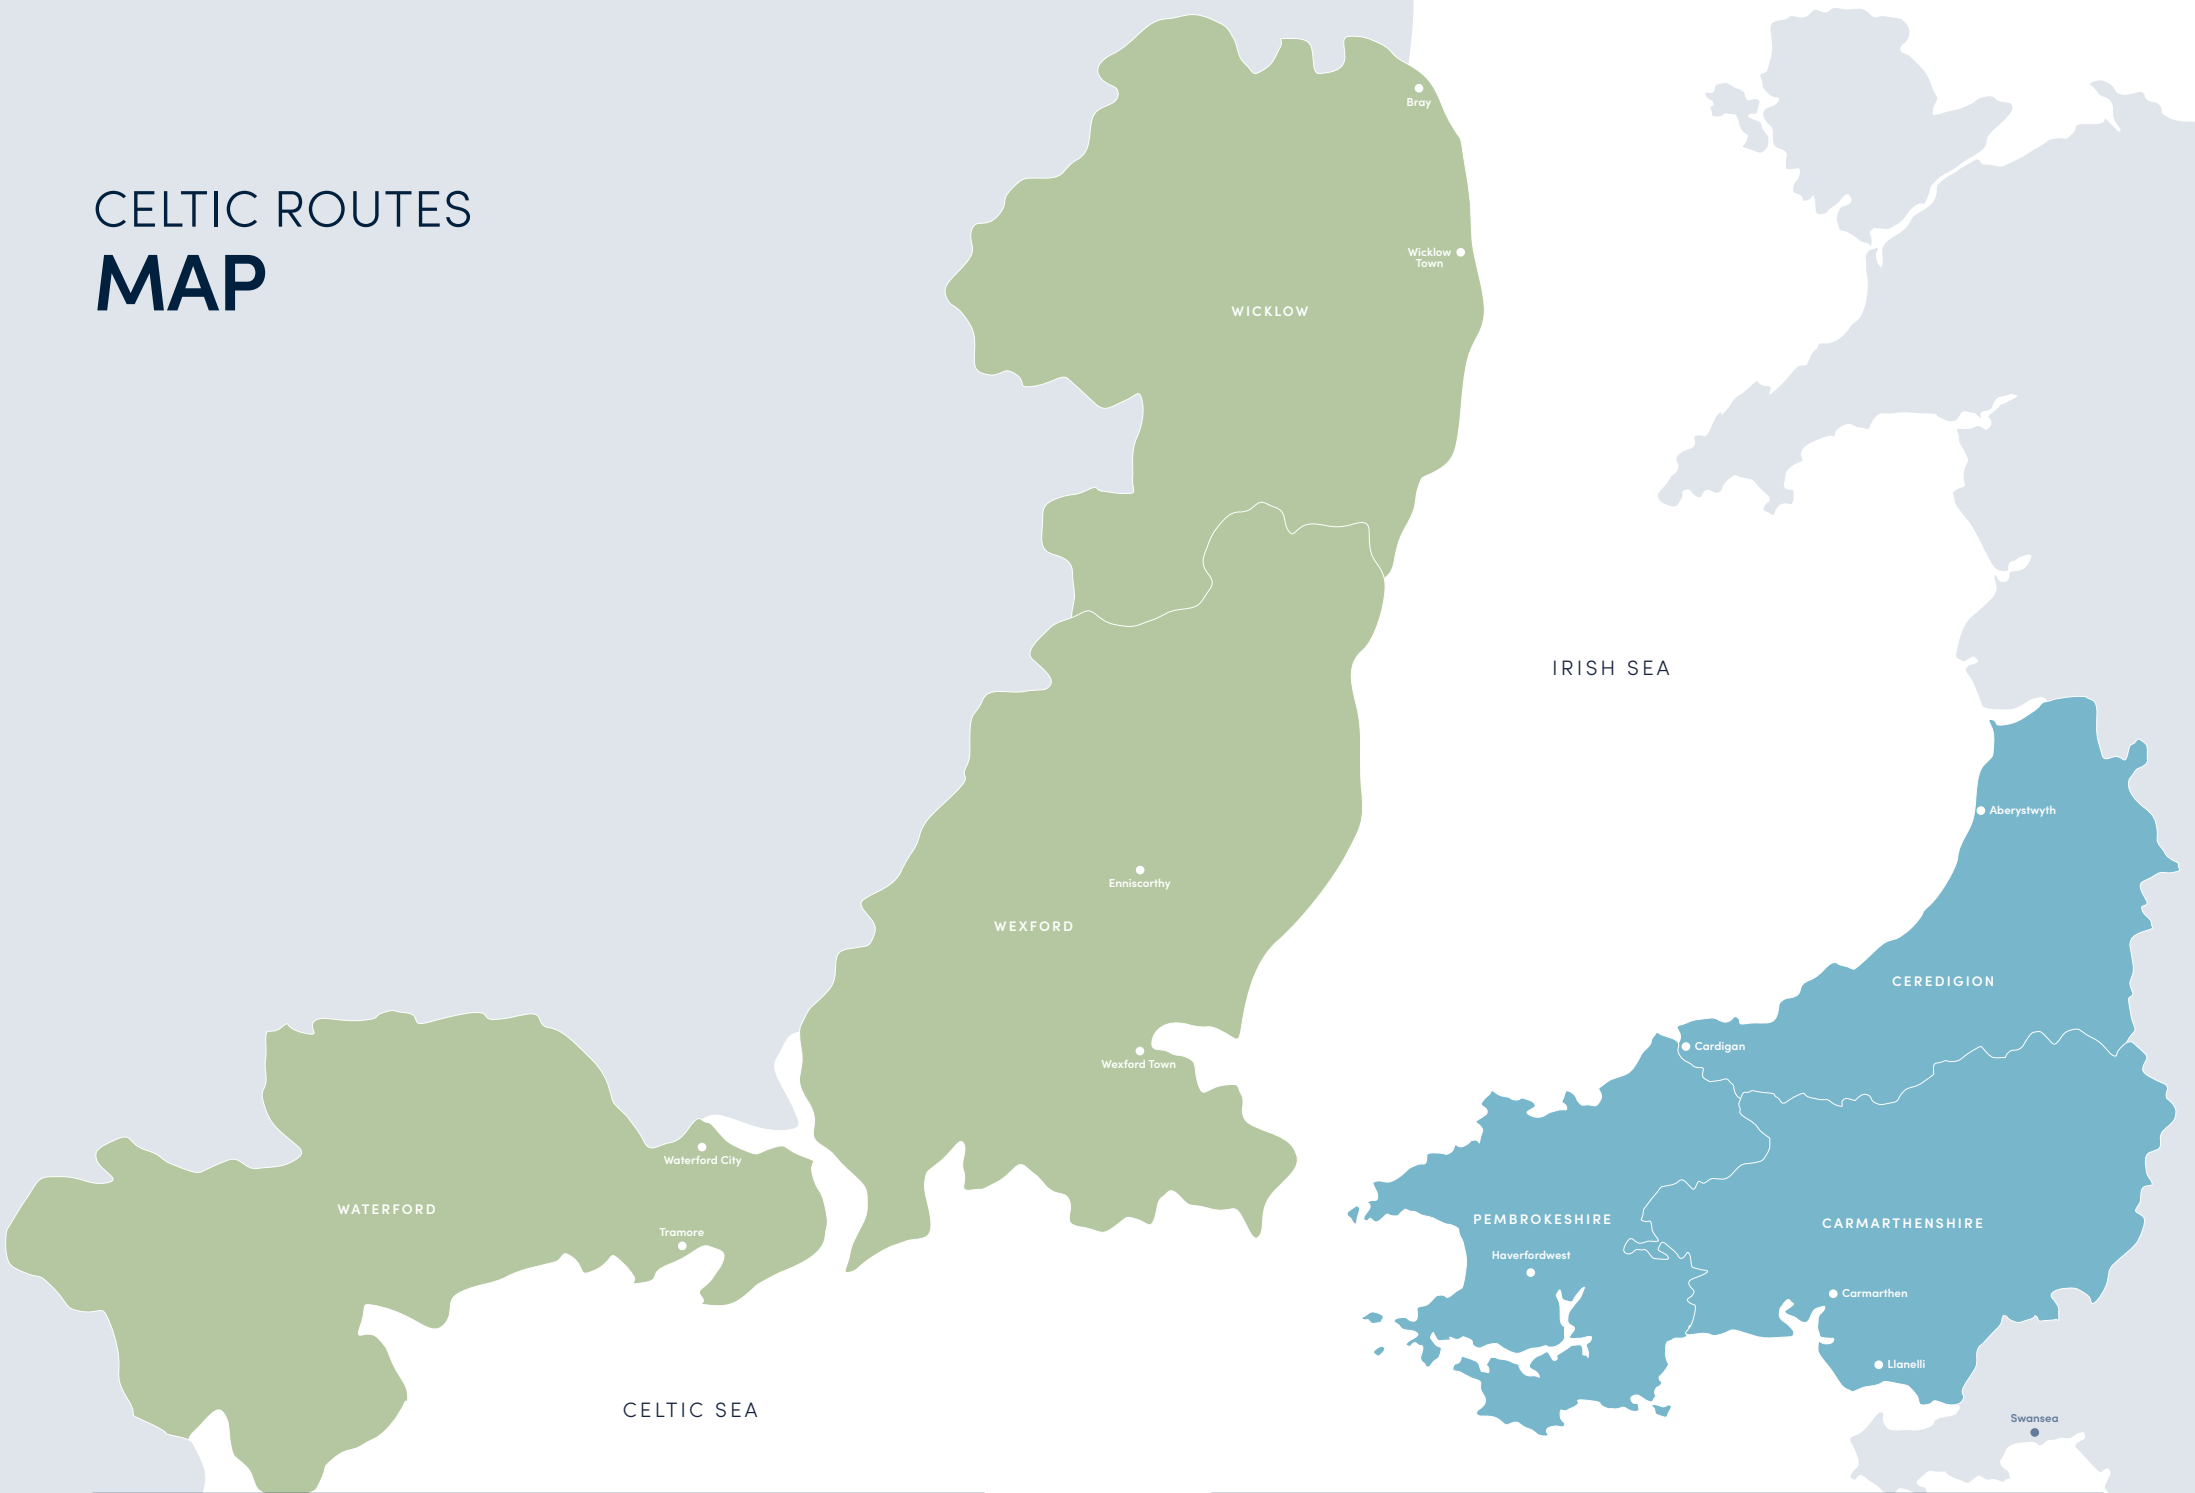 CELTIC ROUTES
MAP
Bray
Wicklow
Town
WICKLOW
IRISH SEA
Aberystwyth
Enniscorthy
WEXFORD
CEREDIGION
Cardigan
Wexford Town
Waterford City
WATERFORD
Tramore
PEMBROKESHIRE
CARMARTHENSHIRE
Haverfordwest
Carmarthen
Llanelli
CELTIC SEA
Swansea